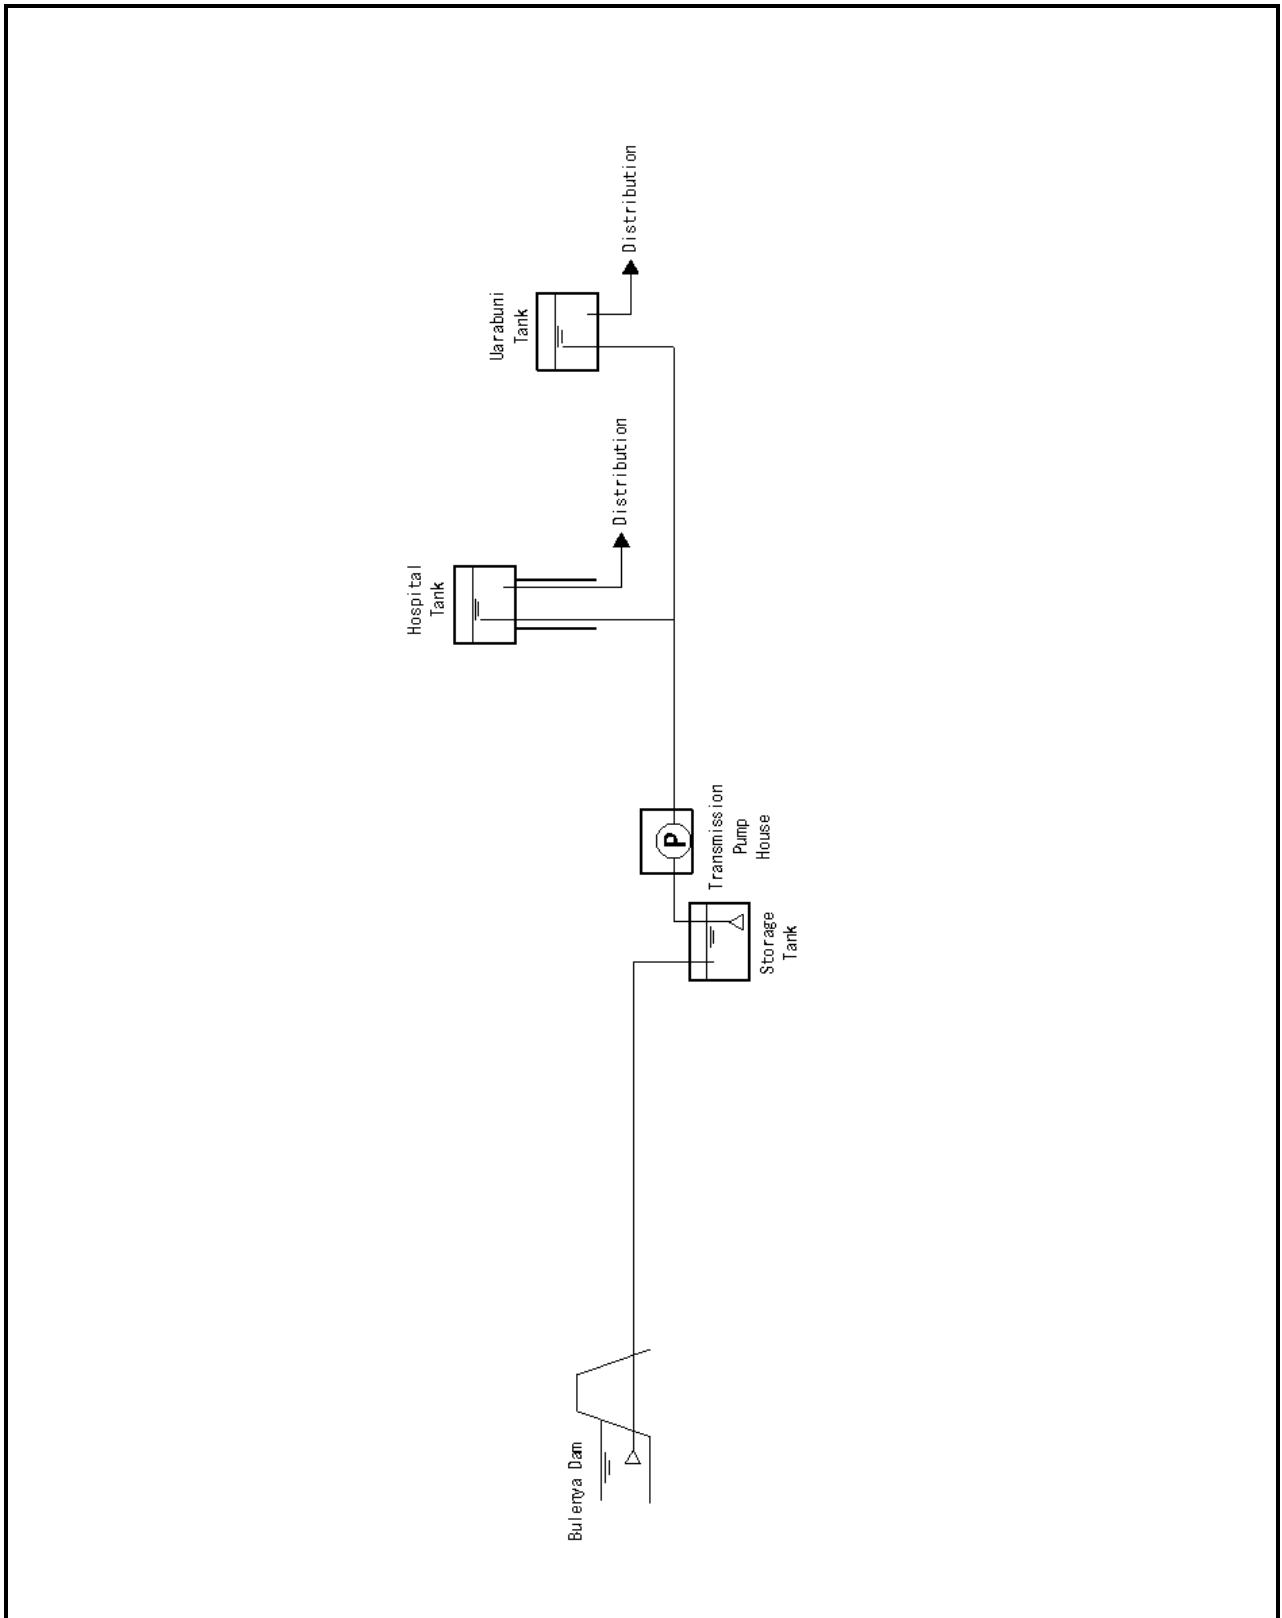 Bulenya Dam
Storage
Tank
Transmission
Pump
House
P
Hospital
Tank
Distribution
Uarabuni
Tank
Distribution